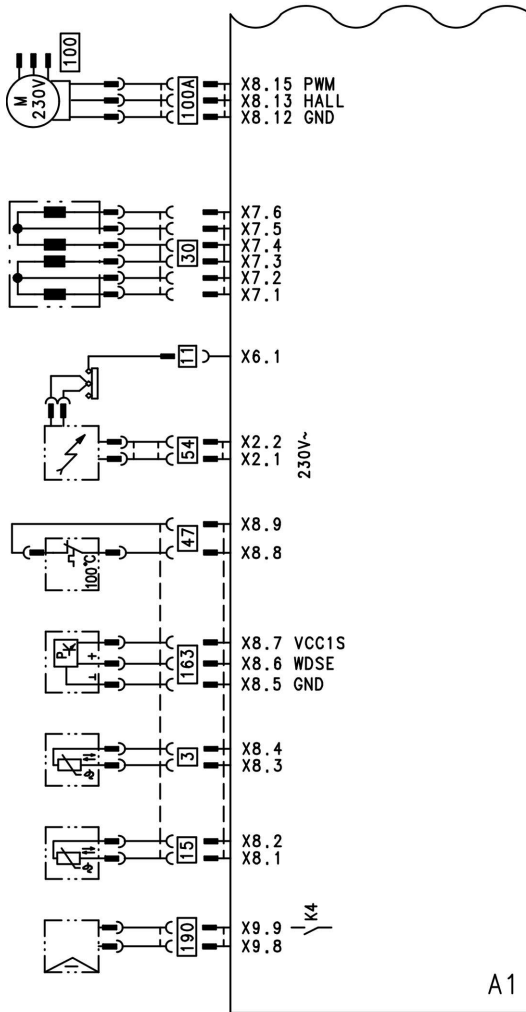 100
M
230V
100A
X8.15 PWM
X8.13 HALL
X8.12 GND
30
X7.6
X7.5
X7.4
X7.3
X7.2
X7.1
11
X6.1
54
X2.2
X2.1
230V~
47
X8.9
X8.8
100°C
P
K
+
⊥
163
X8.7 VCC1S
X8.6 WDSE
X8.5 GND
3
X8.4
X8.3
ϑ
15
X8.2
X8.1
ϑ
190
X9.9
X9.8
K4
A1